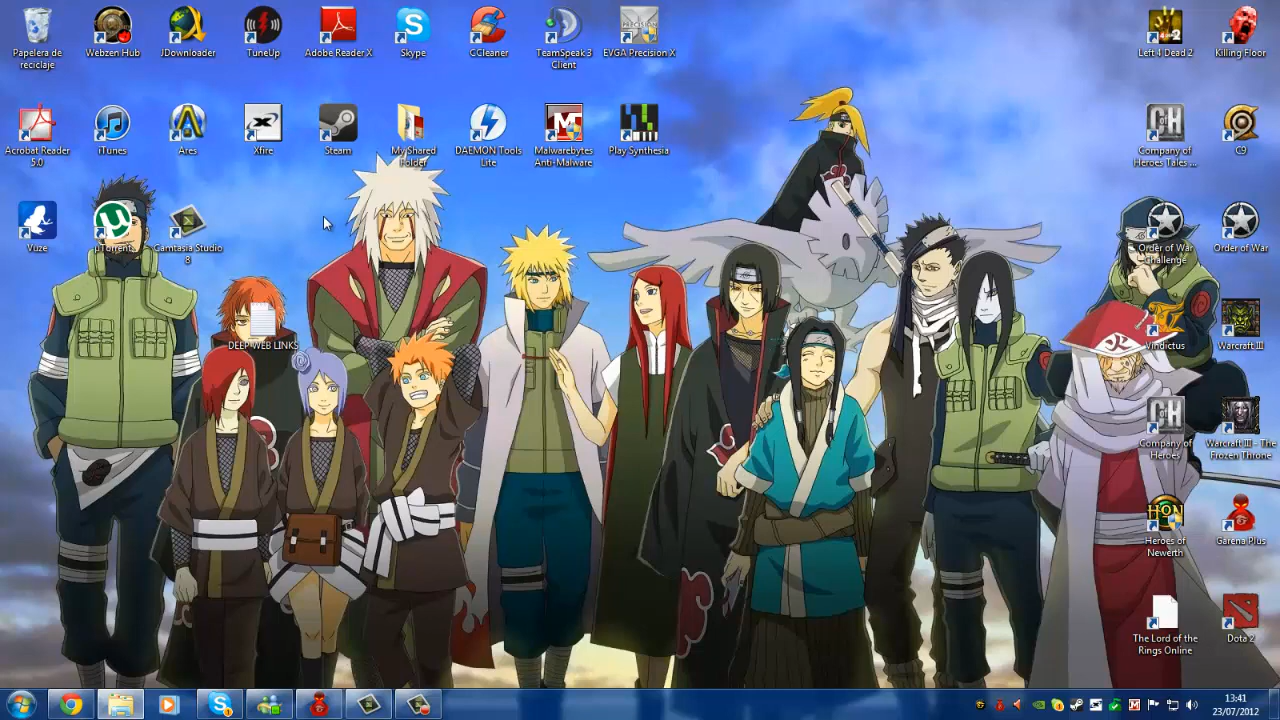 Papelera de
reciclaje
Webzen Hub
JDownloader
TuneUp
Adobe Reader X
Skype
CCleaner
TeamSpeak 3
Client
EVGA Precision X
Left 4 Dead 2
Killing Floor
Acrobat Reader
5.0
iTunes
Ares
Xfire
Steam
My Shared
Folder
DAEMON Tools
Lite
Malwarebytes
Anti-Malware
Play Synthesia
Company of
Heroes Tales ...
C9
Vuze
µTorrent
Camtasia Studio
8
Order of War
Challenge
Order of War
DEEP WEB LINKS
Vindictus
Warcraft III
Company of
Heroes
Warcraft III - The
Frozen Throne
HON
Heroes of
Newerth
Garena Plus
The Lord of the
Rings Online
Dota 2
13:41
23/07/2012